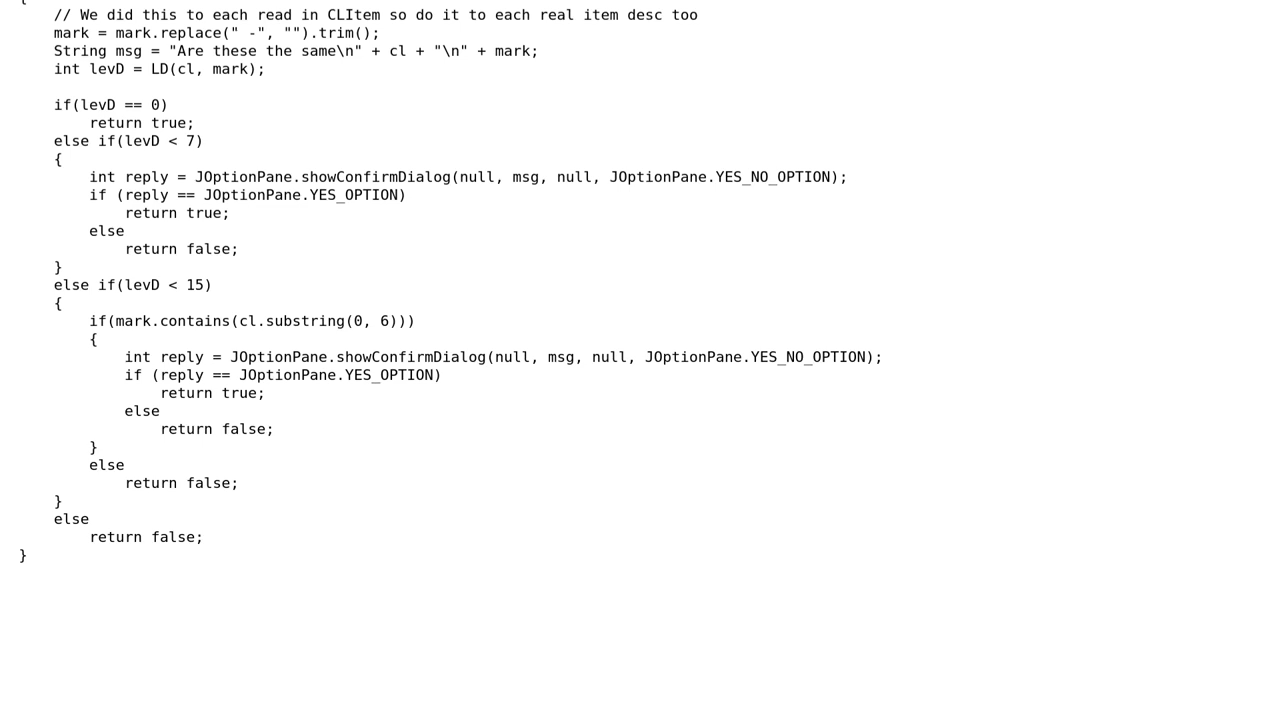 {
// We did this to each read in CLItem so do it to each real item desc too
mark = mark.replace(" -", "").trim();
String msg = "Are these the same\n" + cl + "\n" + mark;
int levD = LD(cl, mark);
if(levD == 0)
return true;
else if(levD < 7)
{
int reply = JOptionPane.showConfirmDialog(null, msg, null, JOptionPane.YES_NO_OPTION);
if (reply == JOptionPane.YES_OPTION)
return true;
else
return false;
}
else if(levD < 15)
{
if(mark.contains(cl.substring(0, 6)))
{
int reply = JOptionPane.showConfirmDialog(null, msg, null, JOptionPane.YES_NO_OPTION);
if (reply == JOptionPane.YES_OPTION)
return true;
else
return false;
}
else
return false;
}
else
return false;
}